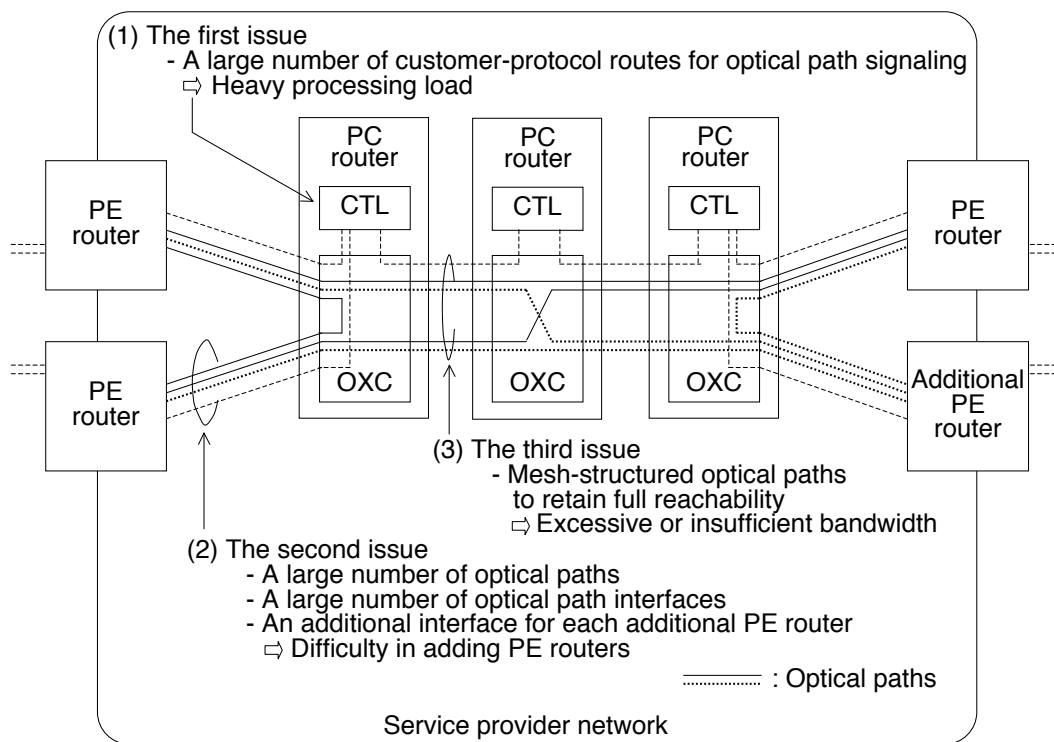 (1) The first issue
- A large number of customer-protocol routes for optical path signaling
⇨ Heavy processing load
PC
router
PC
router
PC
router
CTL
CTL
CTL
PE
router
PE
router
PE
router
Additional
PE
router
OXC
OXC
OXC
(3) The third issue
- Mesh-structured optical paths
to retain full reachability
⇨ Excessive or insufficient bandwidth
(2) The second issue
- A large number of optical paths
- A large number of optical path interfaces
- An additional interface for each additional PE router
⇨ Difficulty in adding PE routers
: Optical paths
Service provider network